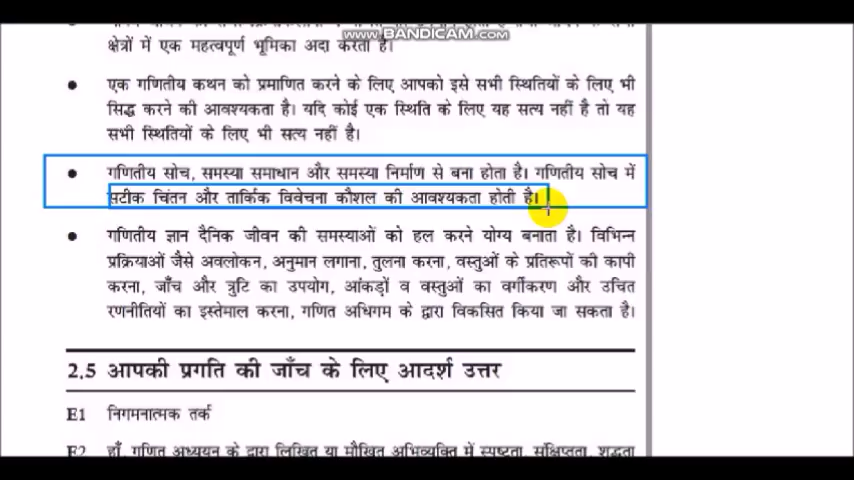 www.BANDICAM.com
क्षेत्रों में एक महत्वपूर्ण भूमिका अदा करता है।
● एक गणितीय कथन को प्रमाणित करने के लिए आपको इसे सभी स्थितियों के लिए भी
सिद्ध करने की आवश्यकता है। यदि कोई एक स्थिति के लिए यह सत्य नहीं है तो यह
सभी स्थितियों के लिए भी सत्य नहीं है।
● गणितीय सोच, समस्या समाधान और समस्या निर्माण से बना होता है। गणितीय सोच में
सटीक चिंतन और तार्किक विवेचना कौशल की आवश्यकता होती है।
● गणितीय ज्ञान दैनिक जीवन की समस्याओं को हल करने योग्य बनाता है। विभिन्न
प्रक्रियाओं जैसे अवलोकन, अनुमान लगाना, तुलना करना, वस्तुओं के प्रतिरूपों की कापी
करना, जाँच और त्रुटि का उपयोग, आंकड़ों व वस्तुओं का वर्गीकरण और उचित
रणनीतियों का इस्तेमाल करना, गणित अधिगम के द्वारा विकसित किया जा सकता है।
2.5 आपकी प्रगति की जाँच के लिए आदर्श उत्तर
E1 निगमनात्मक तर्क
E2 हाँ, गणित अध्ययन के द्वारा लिखित या मौखित अभिव्यक्ति में स्पष्टता, संक्षिप्तता, शुद्धता